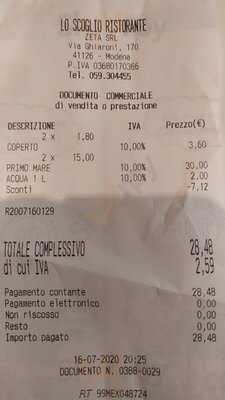 LO SCOGLIO RISTORANTE
ZETA SRL
Via Ghiaroni, 170
41126 - Modena
P.IVA 03680170366
Tel. 059.304455
DOCUMENTO COMMERCIALE
di vendita o prestazione
DESCRIZIONE IVA Prezzo(€)
2 x 1,80
COPERTO 10,00% 3,60
2 x 15,00
PRIMO MARE 10,00% 30,00
ACQUA 1 L 10,00% 2,00
Sconti -7,12
R2007160129
TOTALE COMPLESSIVO 28,48
di cui IVA 2,59
Pagamento contante 28,48
Pagamento elettronico 0,00
Non riscosso 0,00
Resto 0,00
Importo pagato 28,48
16-07-2020 20:25
DOCUMENTO N. 0388-0029
RT 99MEX048724